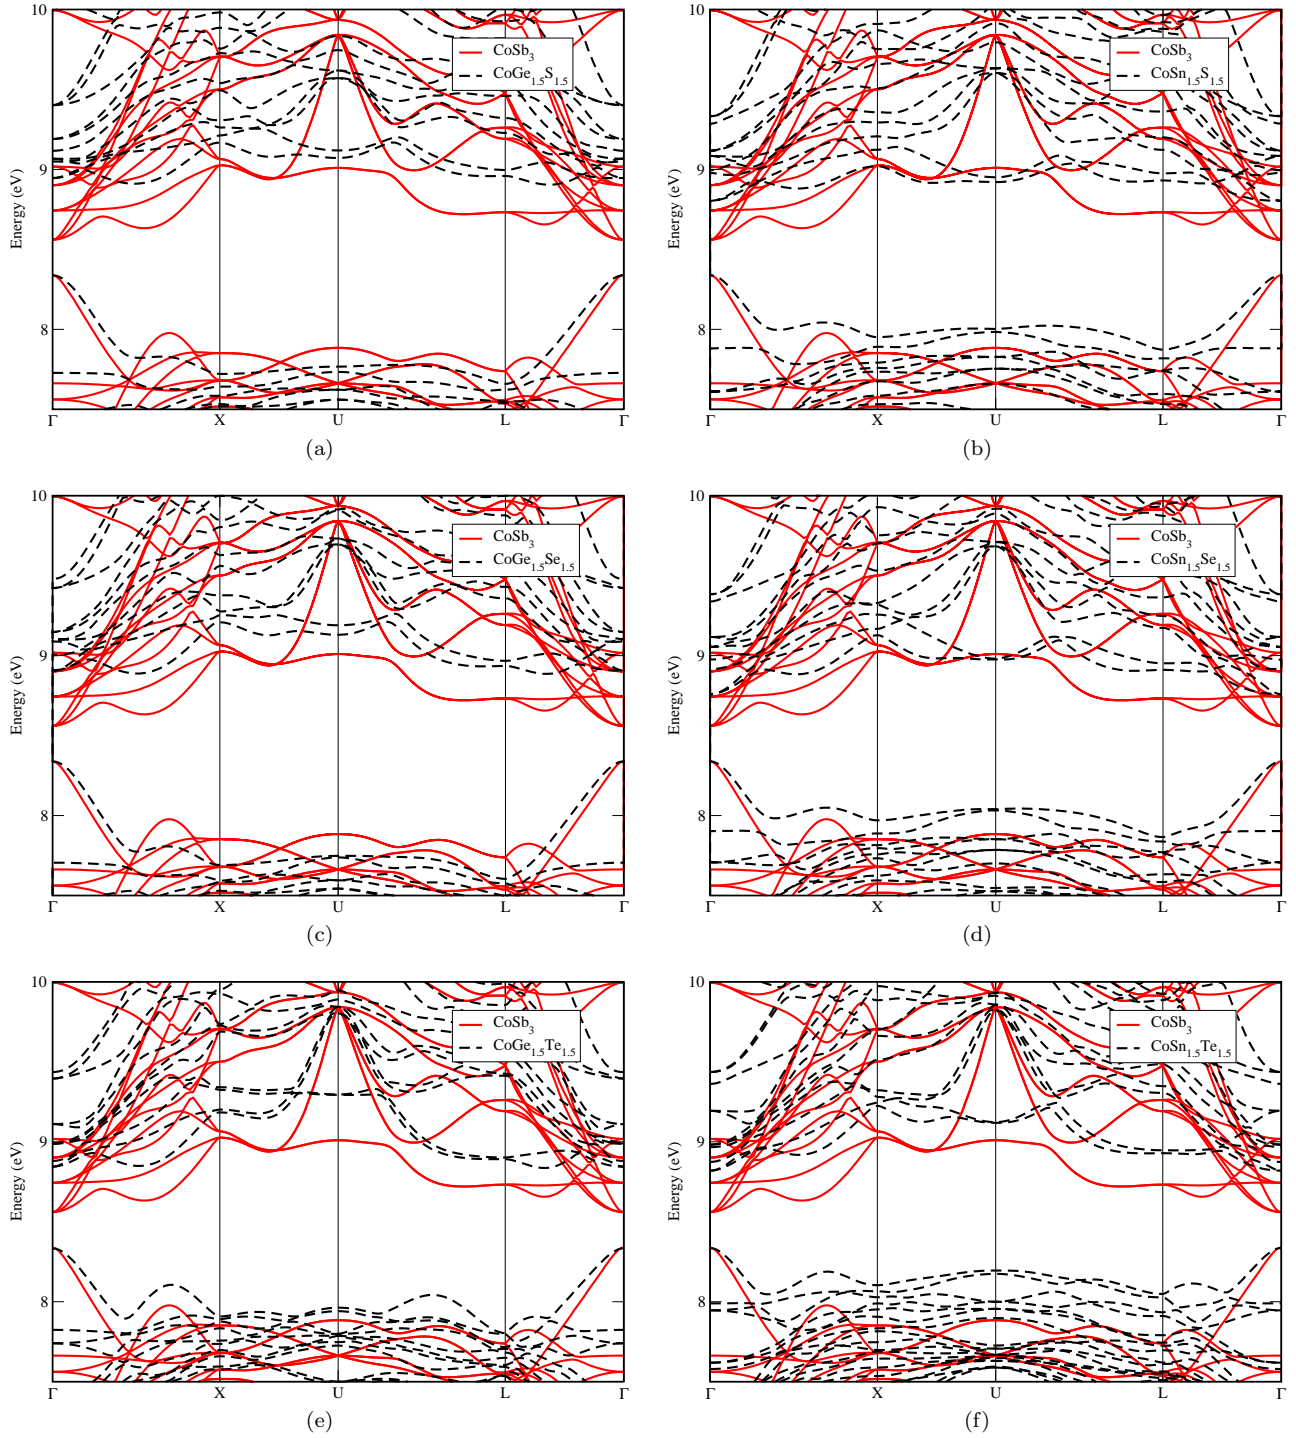 10
9
8
Energy (eV)
CoSb3
CoGe1.5S1.5
Γ X U L Γ
(a)
10
9
8
Energy (eV)
CoSb3
CoSn1.5S1.5
Γ X U L Γ
(b)
10
9
8
Energy (eV)
CoSb3
CoGe1.5Se1.5
Γ X U L Γ
(c)
10
9
8
Energy (eV)
CoSb3
CoSn1.5Se1.5
Γ X U L Γ
(d)
10
9
8
Energy (eV)
CoSb3
CoGe1.5Te1.5
Γ X U L Γ
(e)
10
9
8
Energy (eV)
CoSb3
CoSn1.5Te1.5
Γ X U L Γ
(f)